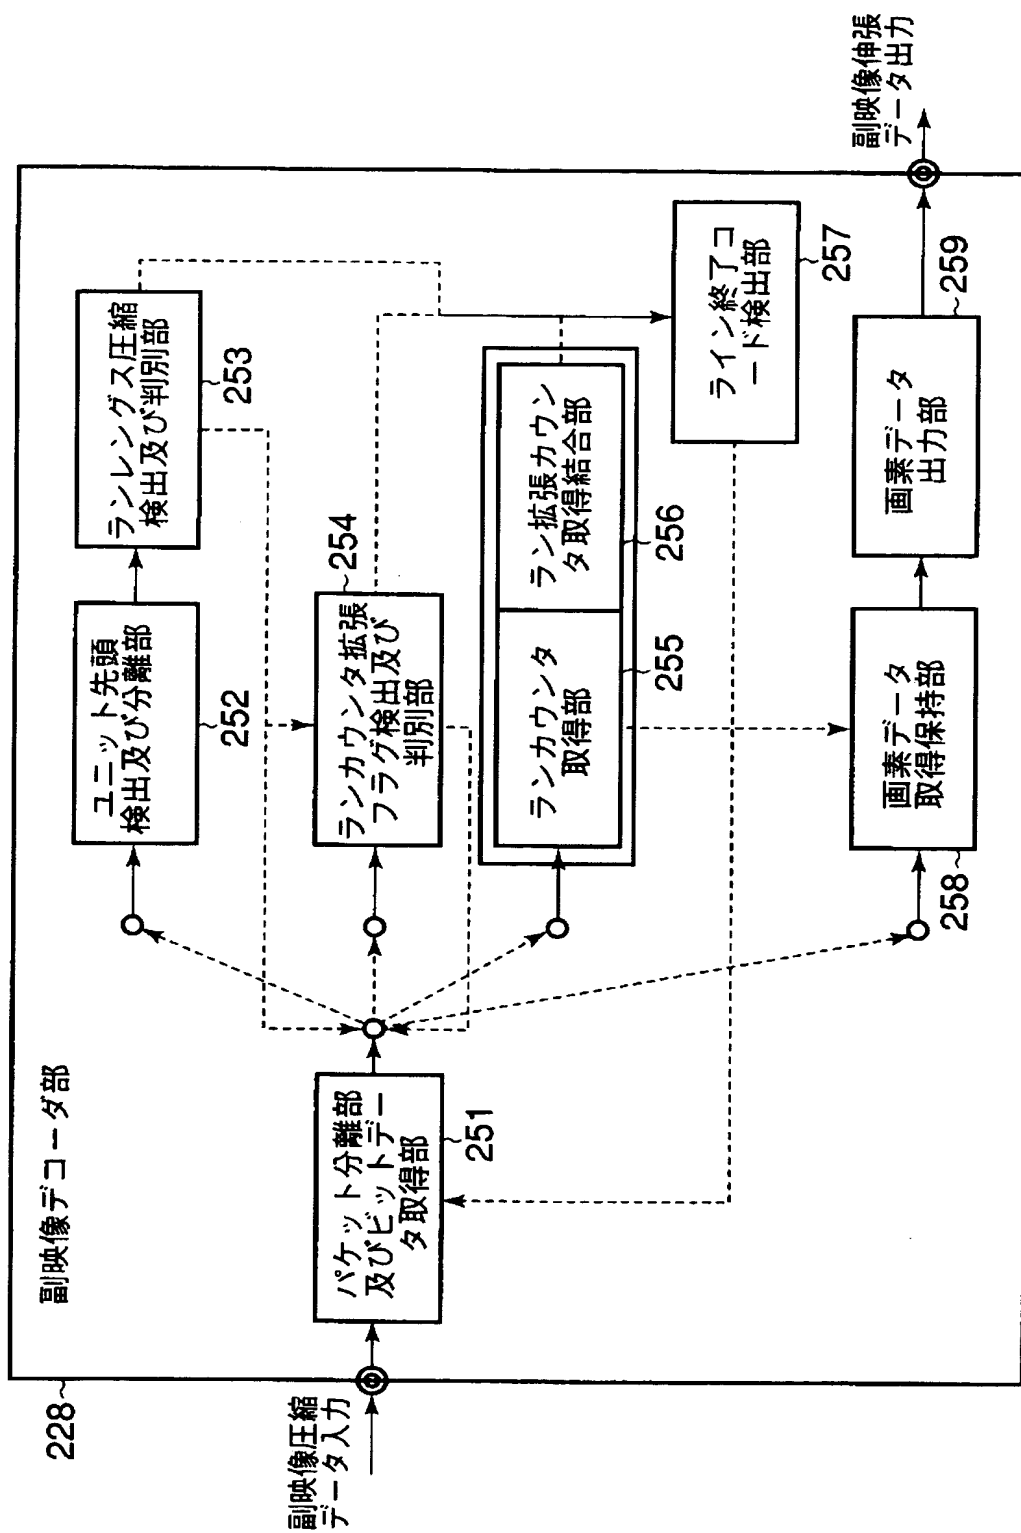 副映像デコーダ部
228
副映像圧縮
データ入力
パケット分離部
及びビットデー
タ取得部
251
ユニット先頭
検出及び分離部
252
ランレングス圧縮
検出及び判別部
253
ランカウンタ拡張
フラグ検出及び
判別部
254
ランカウンタ
取得部
255
ラン拡張カウン
タ取得結合部
256
ライン終了コ
ード検出部
257
画素データ
取得保持部
258
画素データ
出力部
259
副映像伸張
データ出力